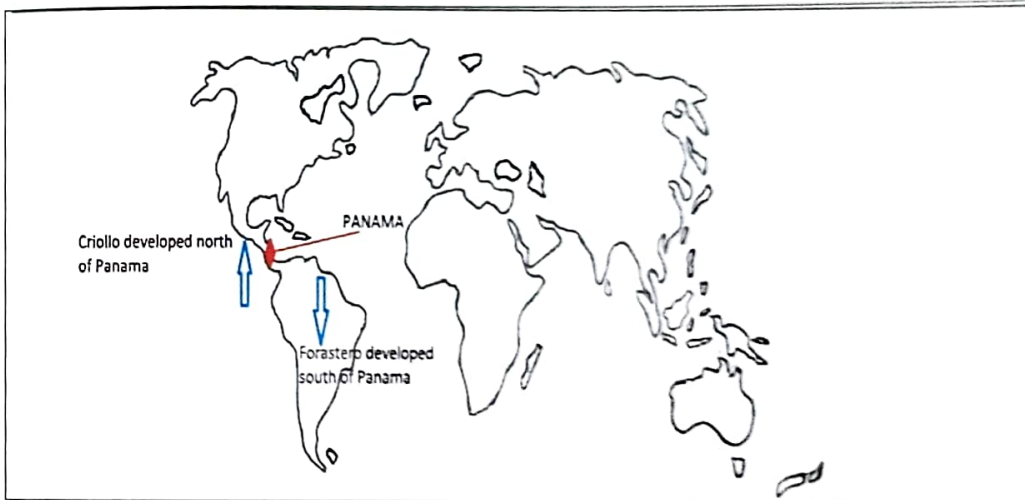 PANAMA
Criollo developed north
of Panama
Forastero developed
south of Panama